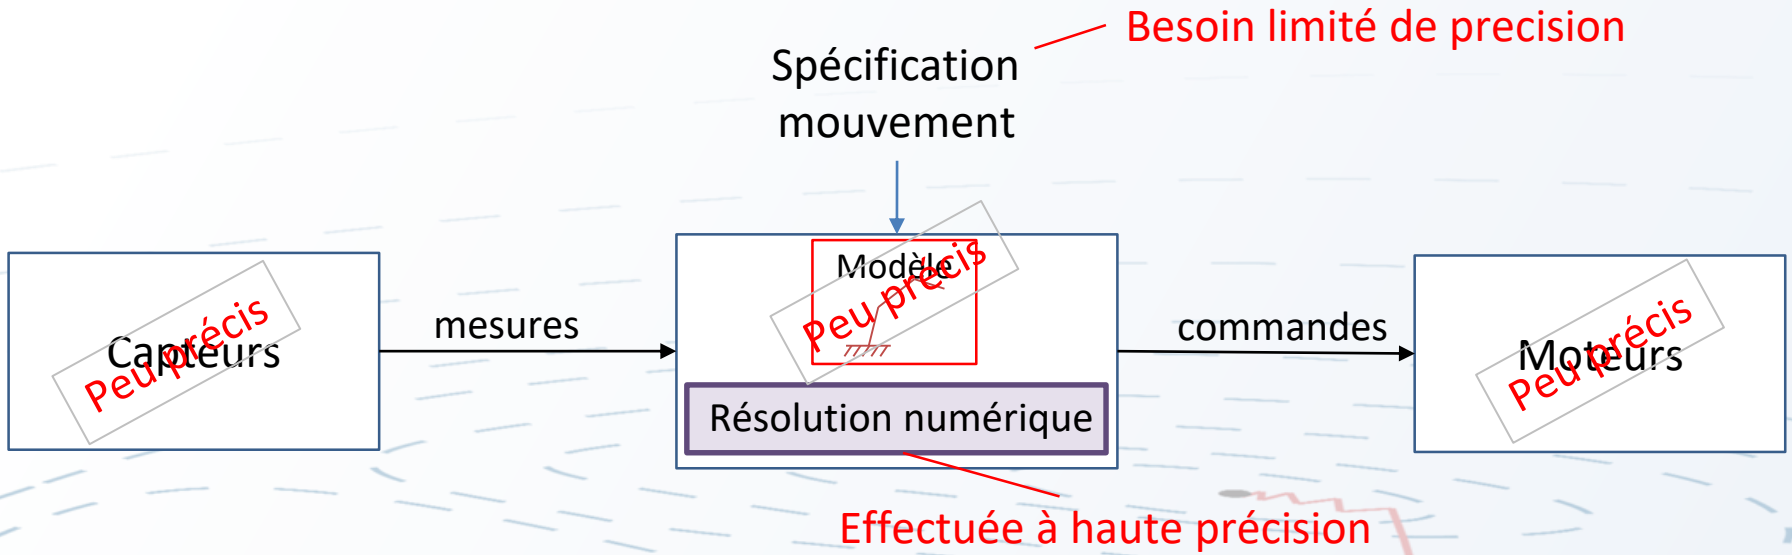 Besoin limité de precision
Spécification
mouvement
Capteurs
Peu précis
mesures
Modèle
Peu précis
Résolution numérique
commandes
Moteurs
Peu précis
Effectuée à haute précision